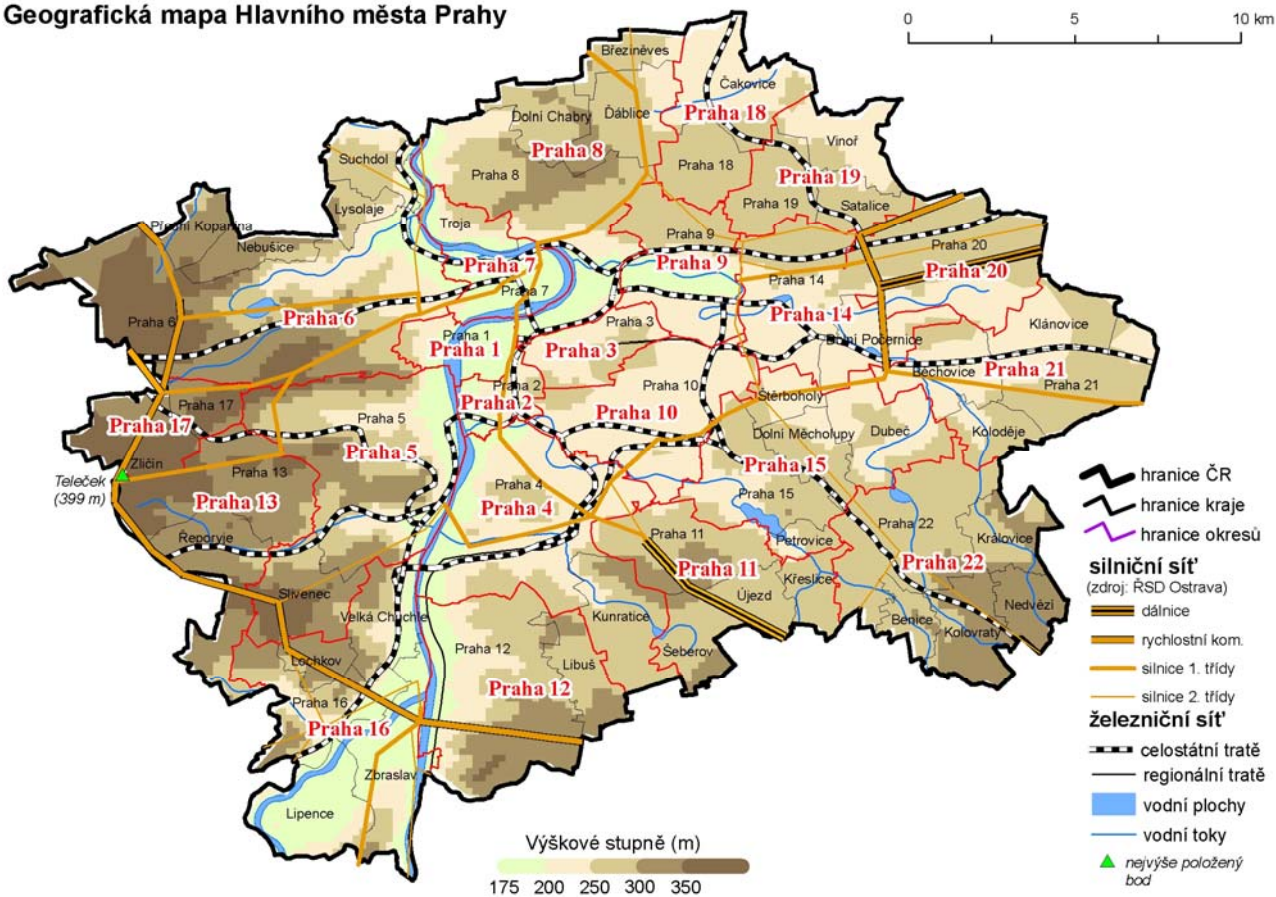 Geografická mapa Hlavního města Prahy
0 5 10 km
Březiněves
Čakovice
Ďáblice
Praha 18
Dolní Chabry
Vinoř
Praha 8
Suchdol
Praha 18
Praha 8
Praha 19
Praha 19
Lysolaje
Satalice
Přední Kopanina
Troja
Praha 9
Nebušice
Praha 20
Praha 7
Praha 9
Praha 20
Praha 14
Praha 7
Praha 14
Praha 6
Praha 6
Praha 3
Klánovice
Praha 1
Dolní Počernice
Praha 1
Praha 3
Praha 21
Běchovice
Praha 2
Praha 10
Praha 21
Štěrboholy
Praha 2
Praha 17
Praha 10
Praha 5
Praha 17
Dubeč
Koloděje
Dolní Měcholupy
Praha 5
Zličín
Praha 15
Praha 13
Teleček
(399 m)
Praha 4
Praha 15
Praha 13
Praha 4
Praha 22
Praha 11
Řeporyje
Petrovice
Královice
Praha 22
Praha 11
Křeslice
Újezd
Slivenec
Nedvězí
Velká Chuchle
Kunratice
Benice
Kolovraty
Praha 12
Šeberov
Lochkov
Libuš
Praha 12
Praha 16
Praha 16
Zbraslav
Lipence
Výškové stupně (m)
175 200 250 300 350
hranice ČR
hranice kraje
hranice okresů
silniční síť
(zdroj: ŘSD Ostrava)
dálnice
rychlostní kom.
silnice 1. třídy
silnice 2. třídy
železniční síť
celostátní tratě
regionální tratě
vodní plochy
vodní toky
nejvýše položený
bod